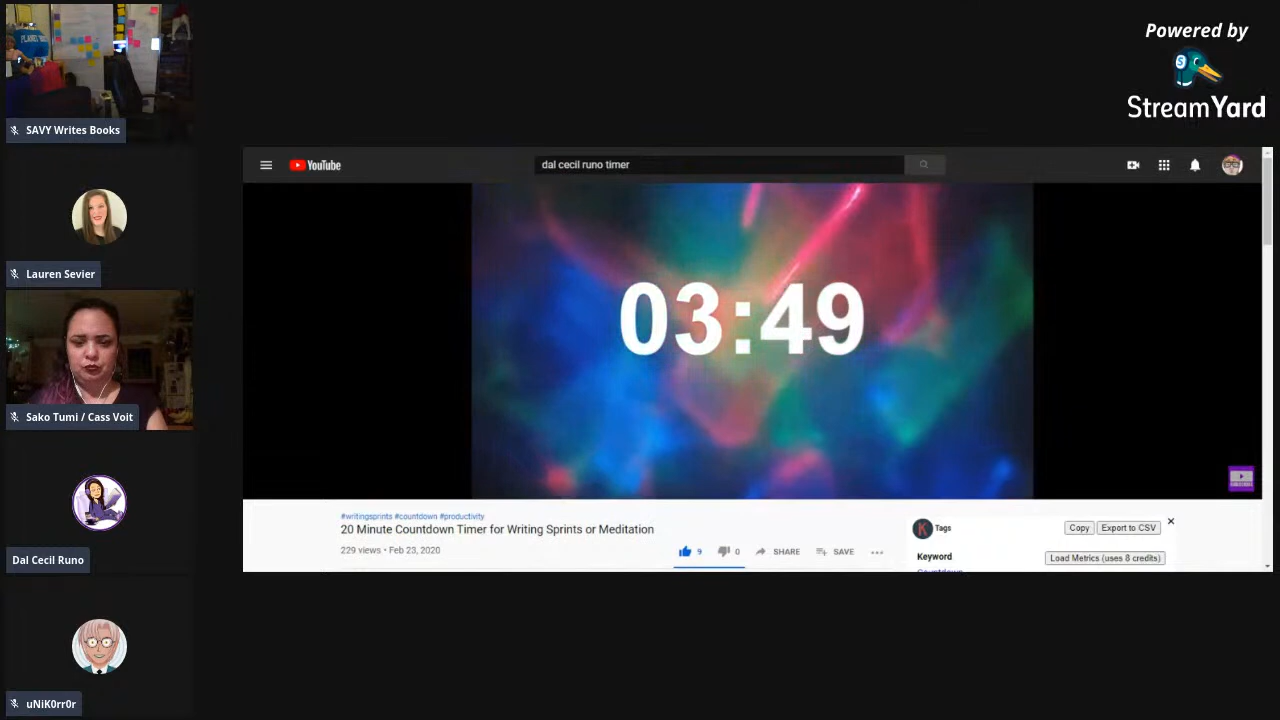 Powered by
StreamYard
SAVY Writes Books
Lauren Sevier
Sako Tumi / Cass Voit
Dal Cecil Runo
uNiK0rr0r
YouTube
dal cecil runo timer
03:49
#writingsprints #countdown #productivity
20 Minute Countdown Timer for Writing Sprints or Meditation
229 views • Feb 23, 2020
9
0
SHARE
SAVE
Tags
Copy
Export to CSV
Keyword
Load Metrics (uses 8 credits)
Countdown